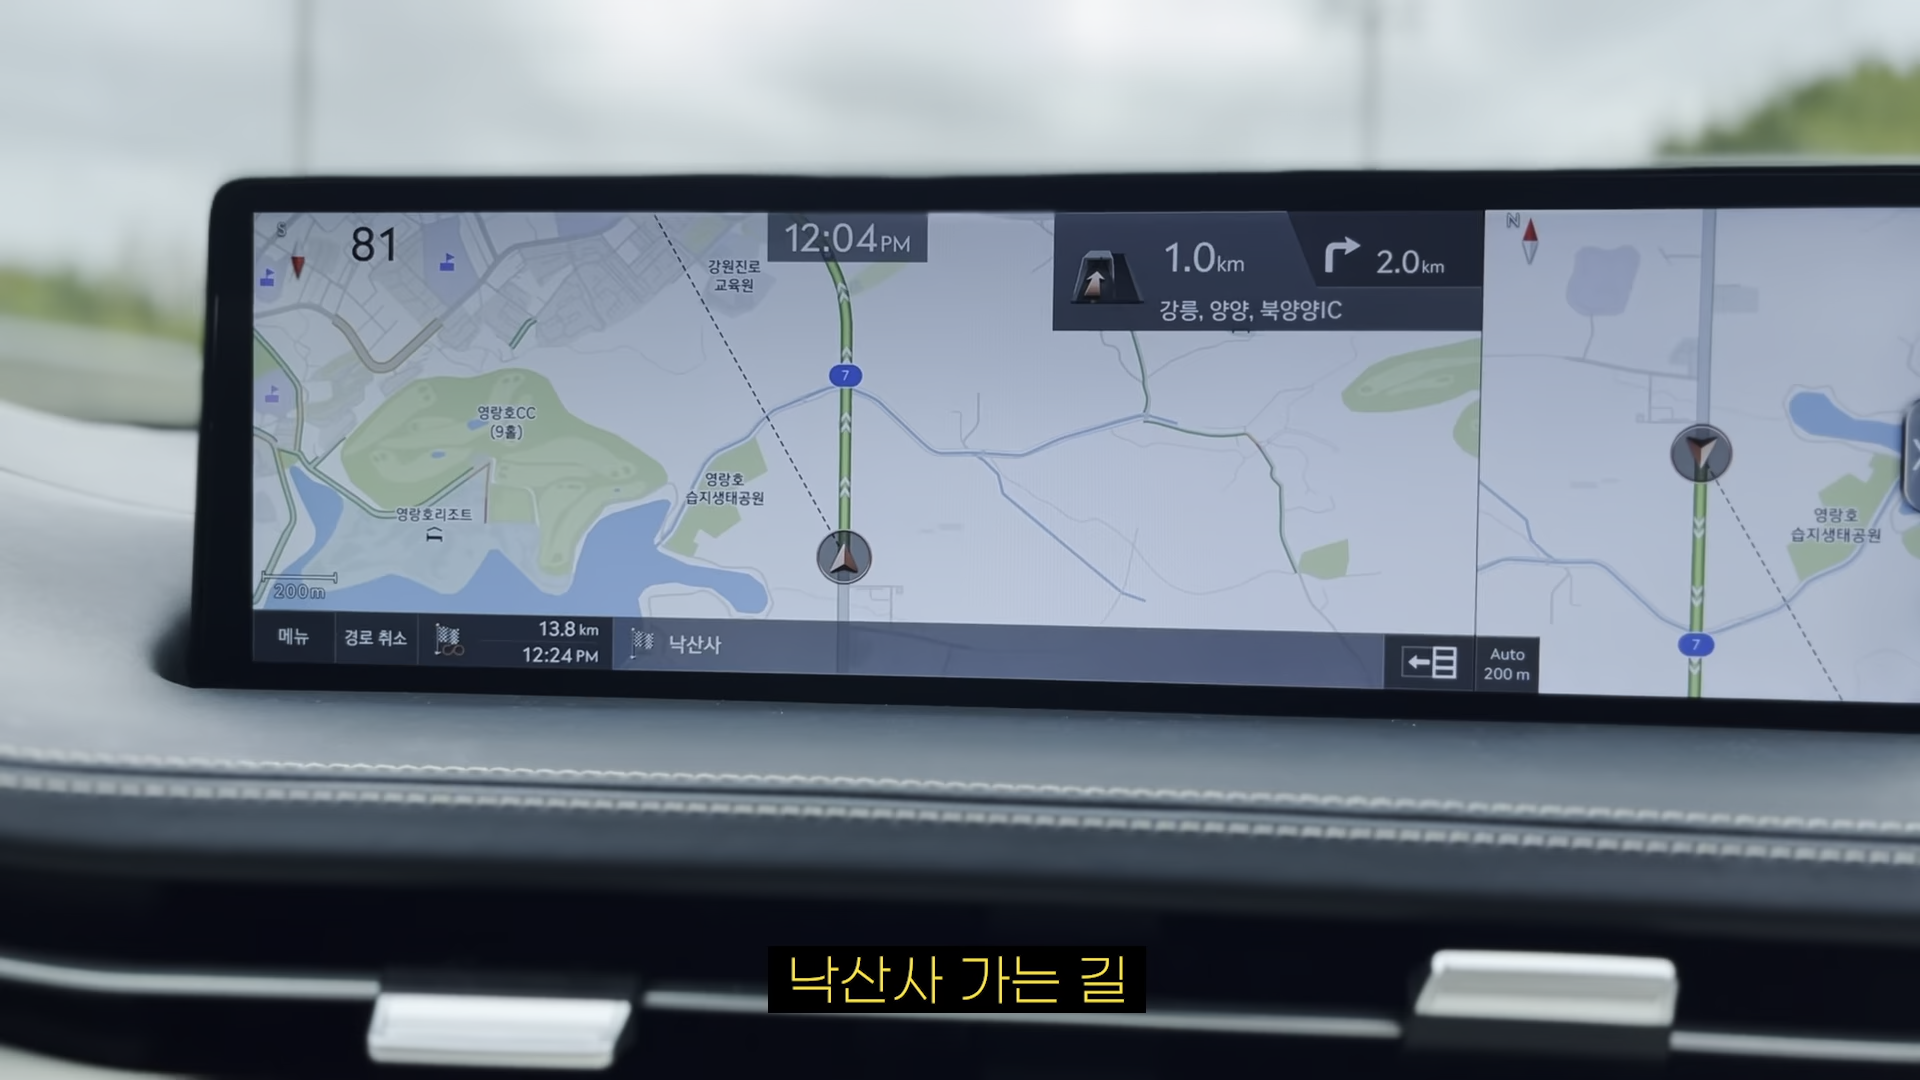 S
81
강원진로
교육원
12:04PM
1.0km
2.0km
강릉, 양양, 북양양IC
N
7
영랑호CC
(9홀)
영랑호
습지생태공원
영랑호리조트
200m
영랑호
습지생태공원
7
메뉴
경로 취소
13.8 km
12:24 PM
낙산사
Auto
200 m
낙산사 가는 길